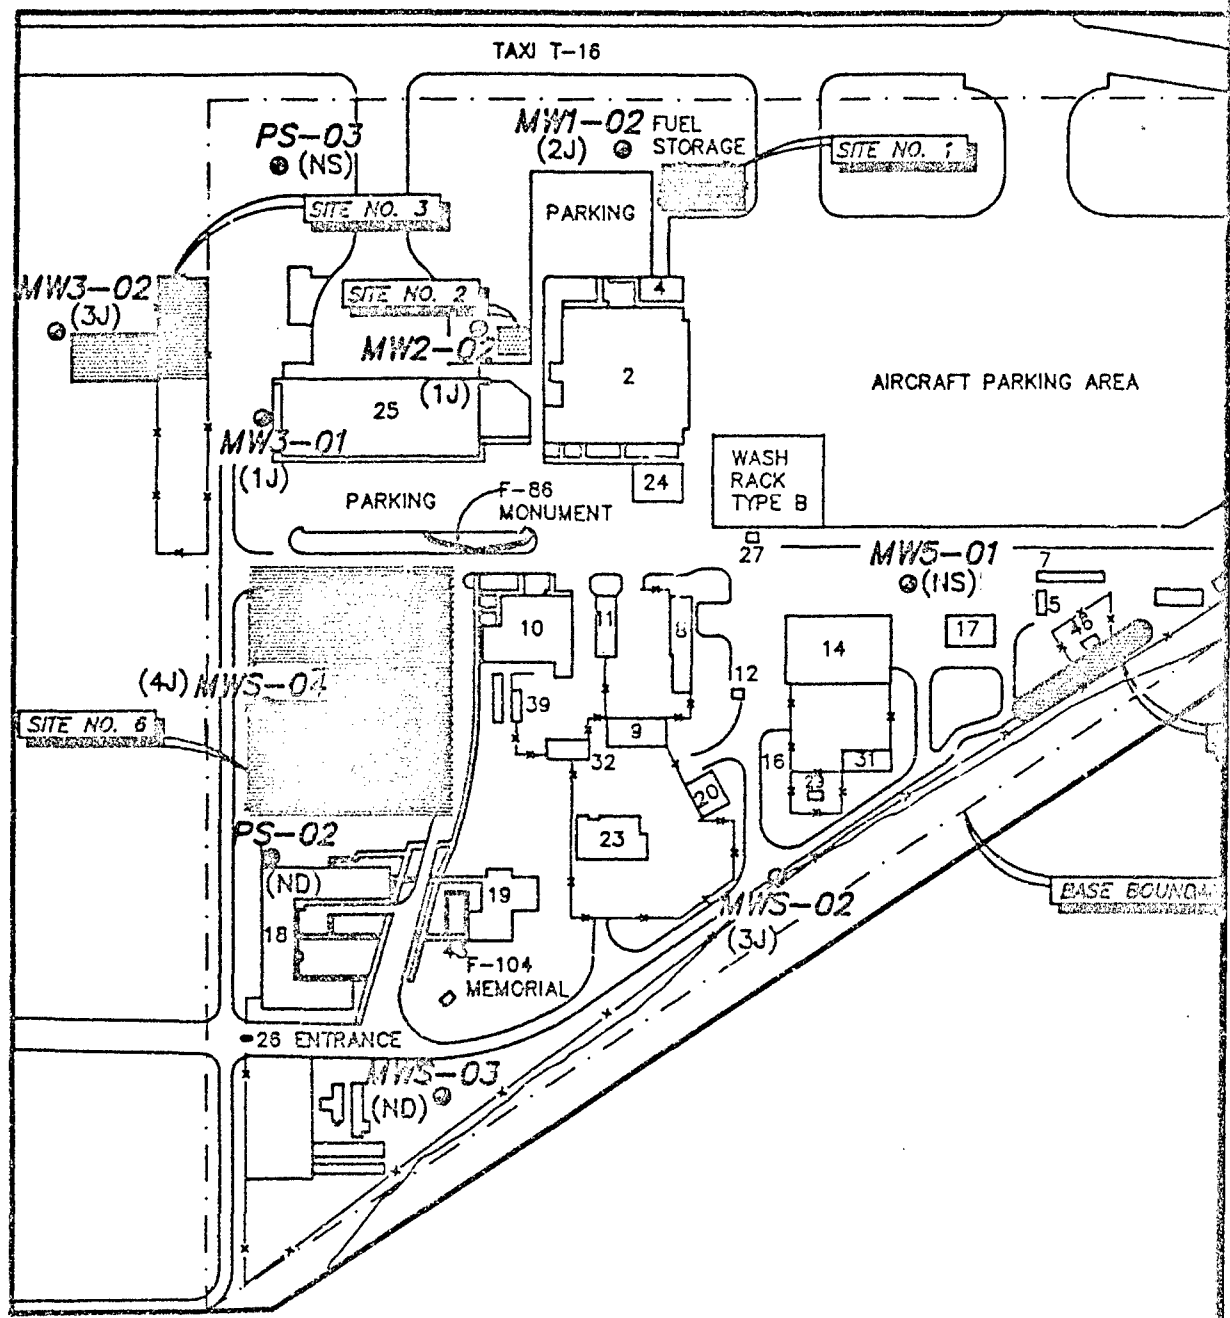 TAXI T-16
PS-03
(NS)
MW1-02
(2J)
FUEL
STORAGE
SITE NO. 1
SITE NO. 3
PARKING
MW3-02
(3J)
SITE NO. 2
4
MW2-02
(1J)
2
AIRCRAFT PARKING AREA
25
MW3-01
(1J)
WASH
RACK
TYPE B
24
PARKING
F-86
MONUMENT
27
MW5-01
(NS)
7
5
10
11
8
14
17
12
(4J)
39
SITE NO. 6
9
32
16
31
20
23
PS-02
(ND)
19
BASE
18
MWS-02
(3J)
F-104
MEMORIAL
26 ENTRANCE
MWS-03
(ND)